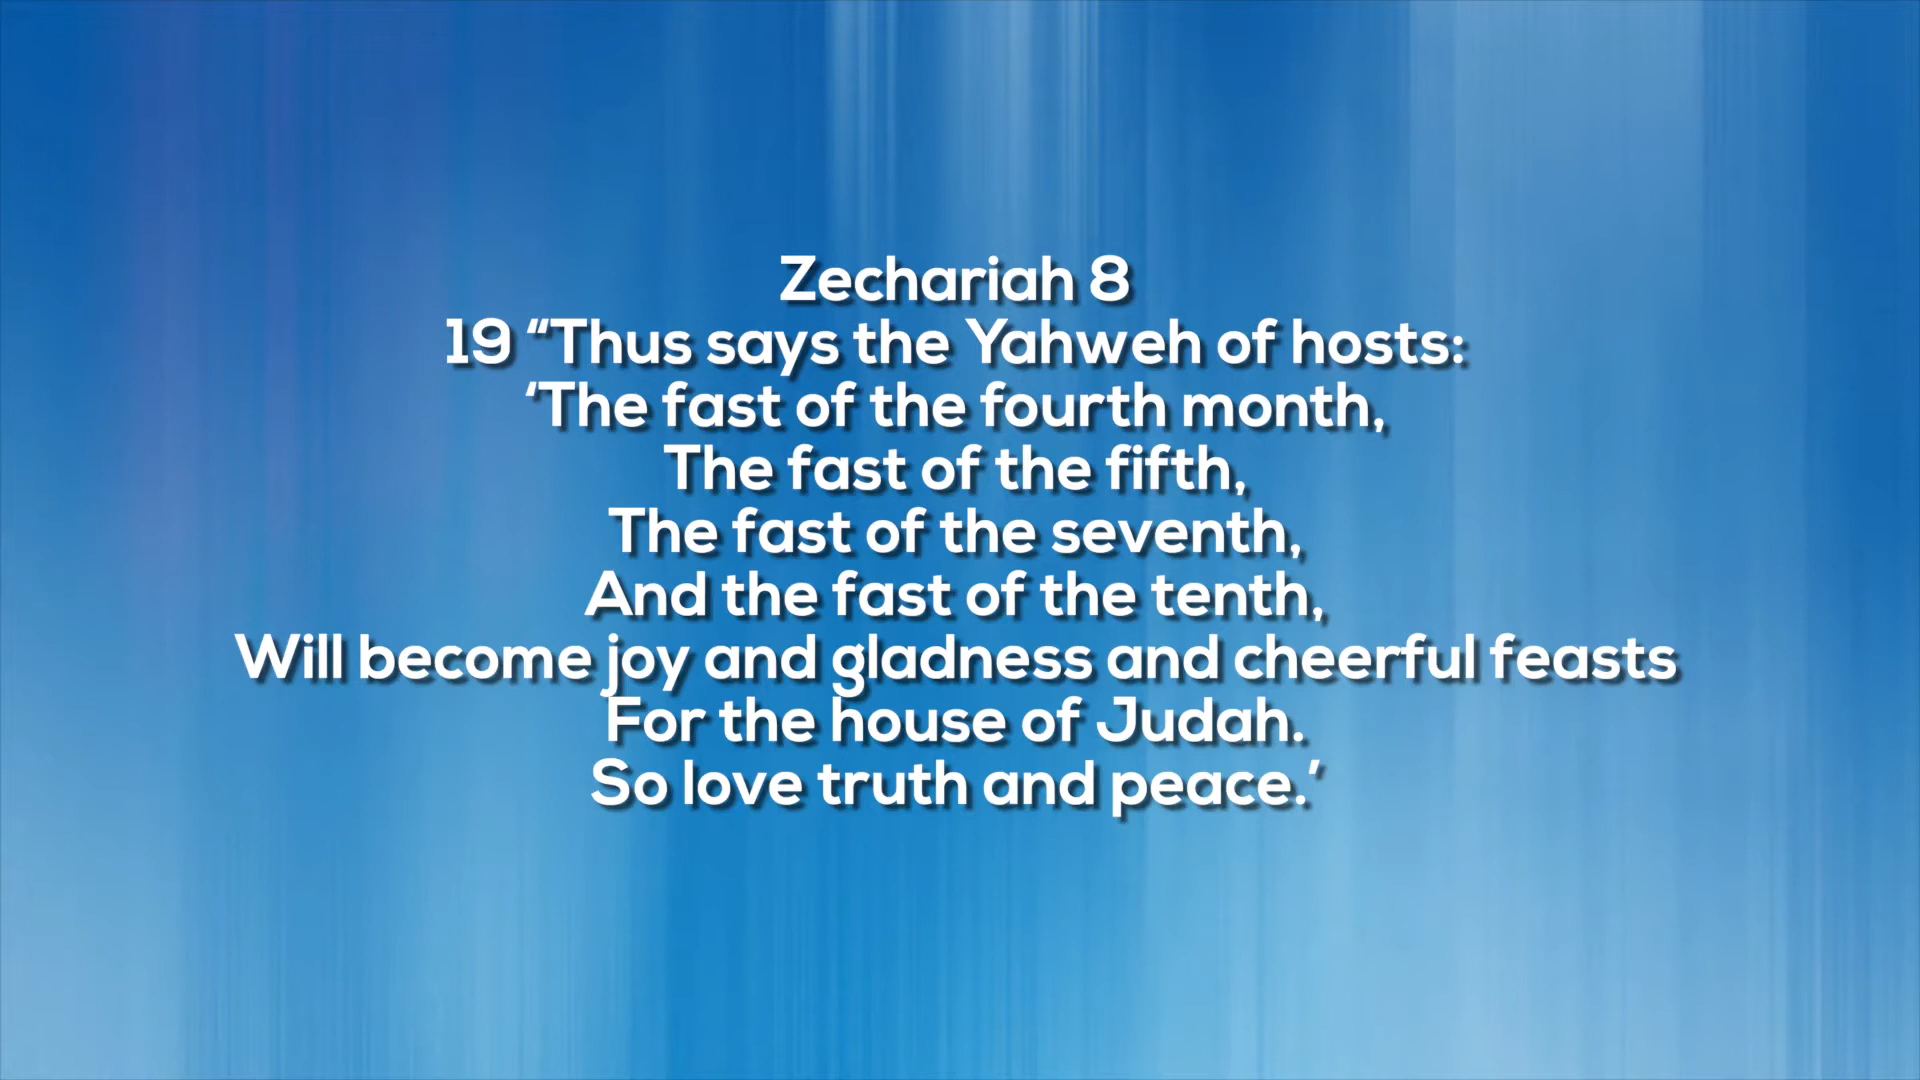 Zechariah 8
19 “Thus says the Yahweh of hosts:
‘The fast of the fourth month,
The fast of the fifth,
The fast of the seventh,
And the fast of the tenth,
Will become joy and gladness and cheerful feasts
For the house of Judah.
So love truth and peace.’